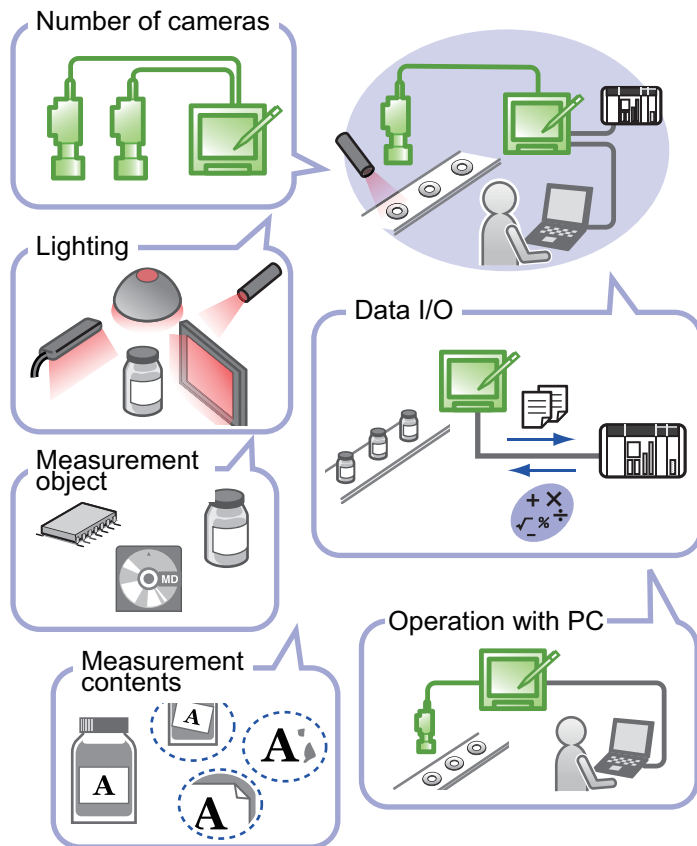 Number of cameras
Lighting
Data I/O
Measurement
object
MD
+ ×
√ % ÷
−
Operation with PC
Measurement
contents
A
A
A
A